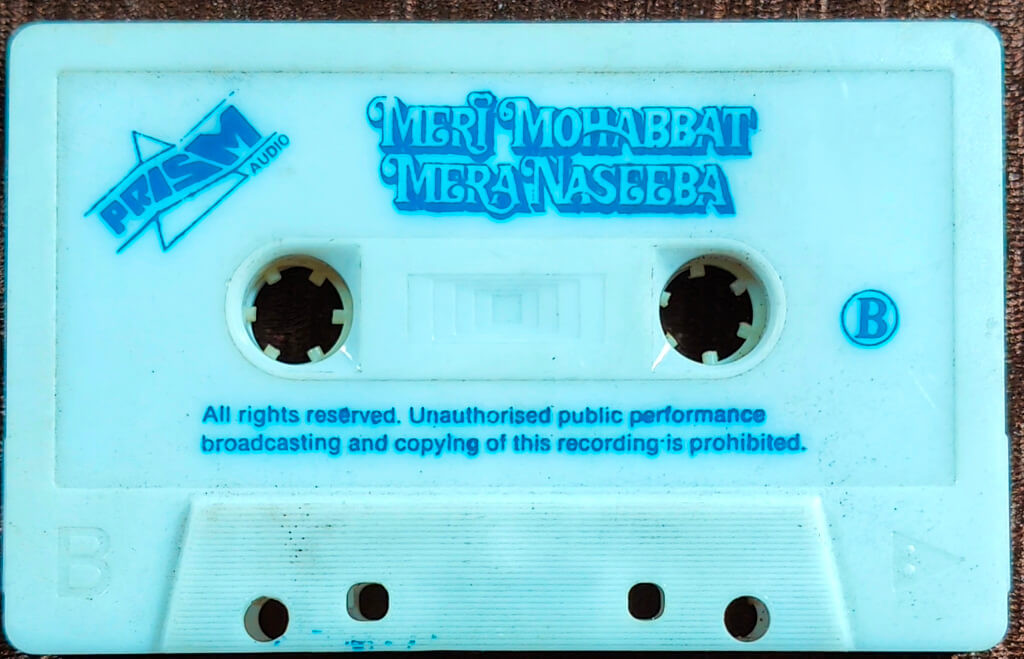 PRISM
AUDIO
MERI MOHABBAT
MERA NASEEBA
B
All rights reserved. Unauthorised public performance
broadcasting and copying of this recording is prohibited.
B